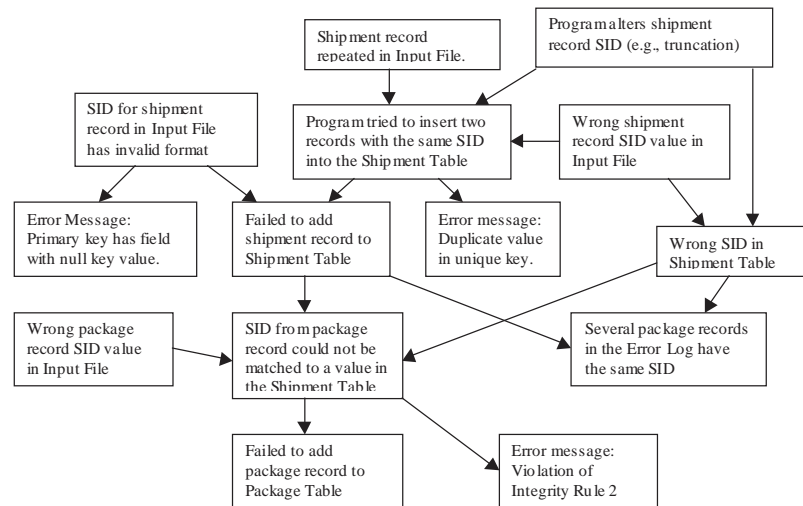 Shipment record
repeated in Input File.
Program alters shipment
record SID (e.g., truncation)
SID for shipment
record in Input File
has invalid format
Program tried to insert two
records with the same SID
into the Shipment Table
Wrong shipment
record SID value in
Input File
Error Message:
Primary key has field
with null key value.
Failed to add
shipment record to
Shipment Table
Error message:
Duplicate value
in unique key.
Wrong SID in
Shipment Table
Wrong package
record SID value
in Input File
SID from package
record could not be
matched to a value in
the Shipment Table
Several package records
in the Error Log have
the same SID
Failed to add
package record to
Package Table
Error message:
Violation of
Integrity Rule 2